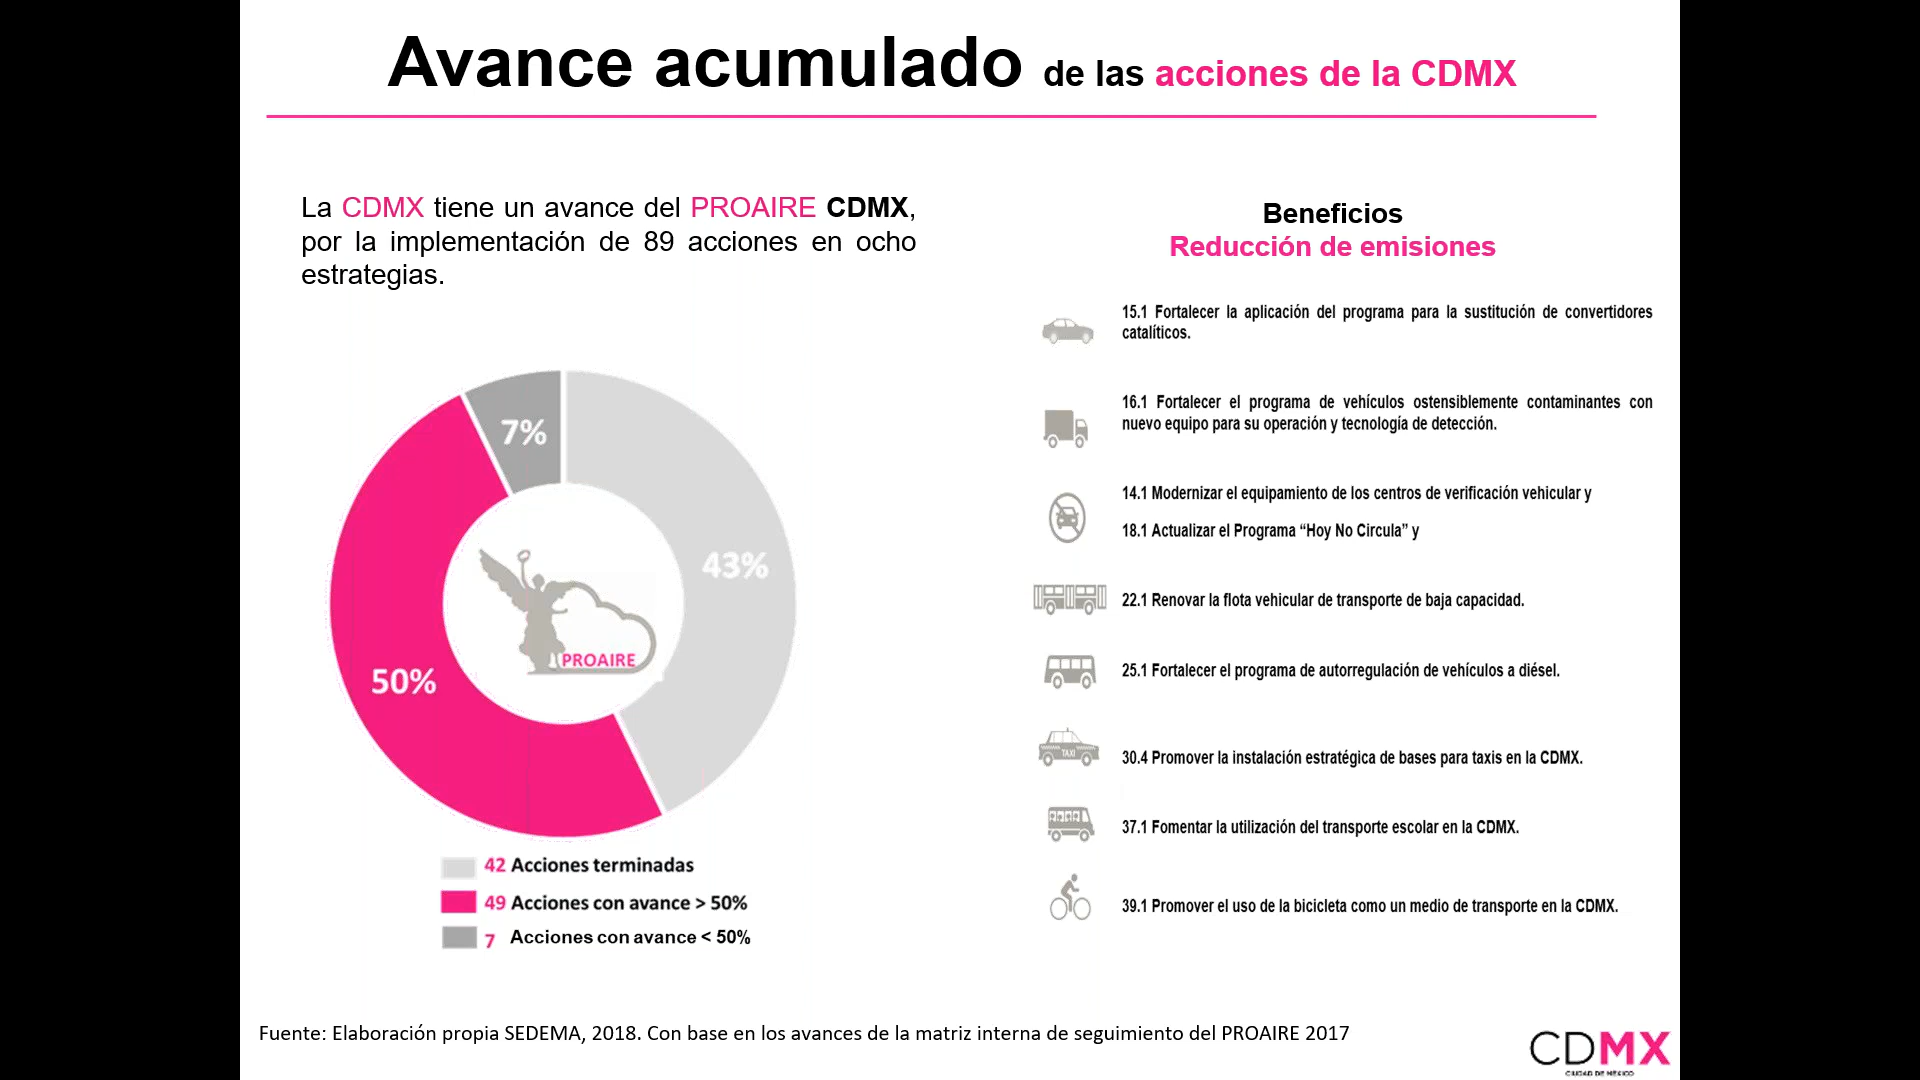 Avance acumulado de las acciones de la CDMX
La CDMX tiene un avance del PROAIRE CDMX,
por la implementación de 89 acciones en ocho
estrategias.
7%
43%
50%
PROAIRE
42 Acciones terminadas
49 Acciones con avance > 50%
7 Acciones con avance < 50%
Beneficios
Reducción de emisiones
15.1 Fortalecer la aplicación del programa para la sustitución de convertidores
catalíticos.
16.1 Fortalecer el programa de vehículos ostensiblemente contaminantes con
nuevo equipo para su operación y tecnología de detección.
14.1 Modernizar el equipamiento de los centros de verificación vehicular y
18.1 Actualizar el Programa “Hoy No Circula” y
22.1 Renovar la flota vehicular de transporte de baja capacidad.
25.1 Fortalecer el programa de autorregulación de vehículos a diésel.
TAXI
30.4 Promover la instalación estratégica de bases para taxis en la CDMX.
37.1 Fomentar la utilización del transporte escolar en la CDMX.
39.1 Promover el uso de la bicicleta como un medio de transporte en la CDMX.
Fuente: Elaboración propia SEDEMA, 2018. Con base en los avances de la matriz interna de seguimiento del PROAIRE 2017
CDMX
CIUDAD DE MÉXICO